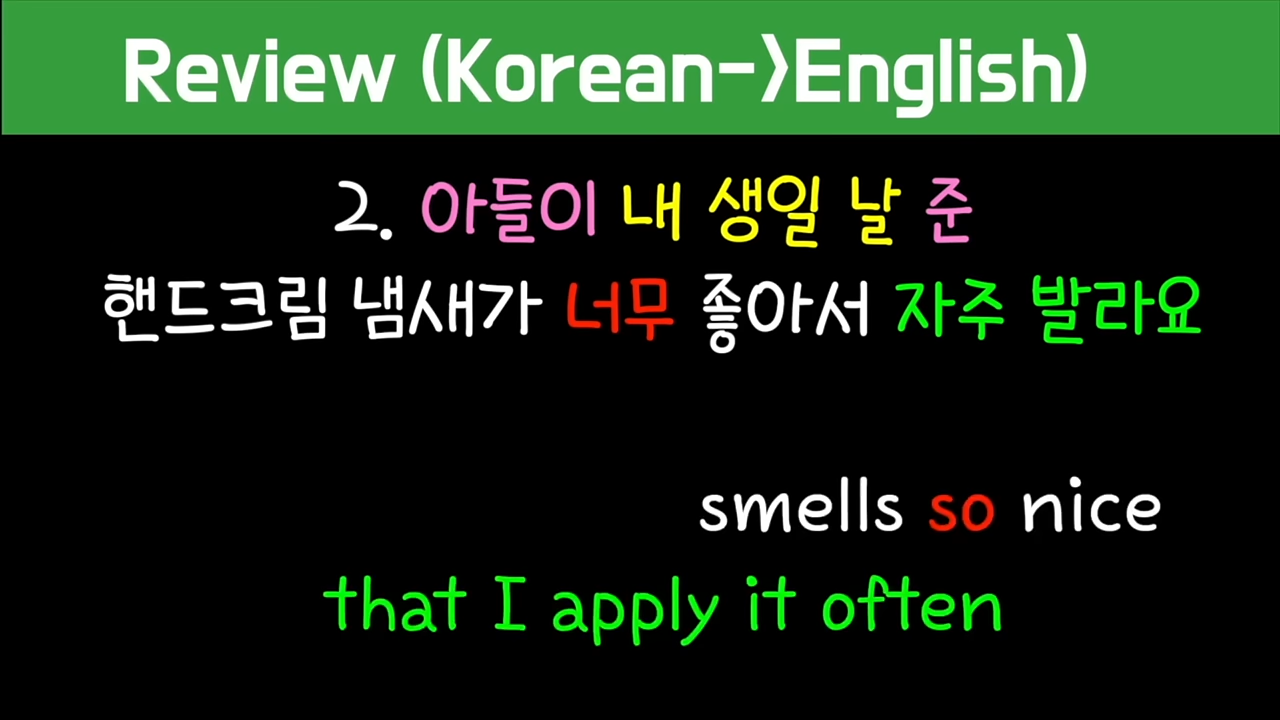 Review (Korean->English)
2. 아들이 내 생일 날 준
핸드크림 냄새가 너무 좋아서 자주 발라요
smells so nice
that I apply it often